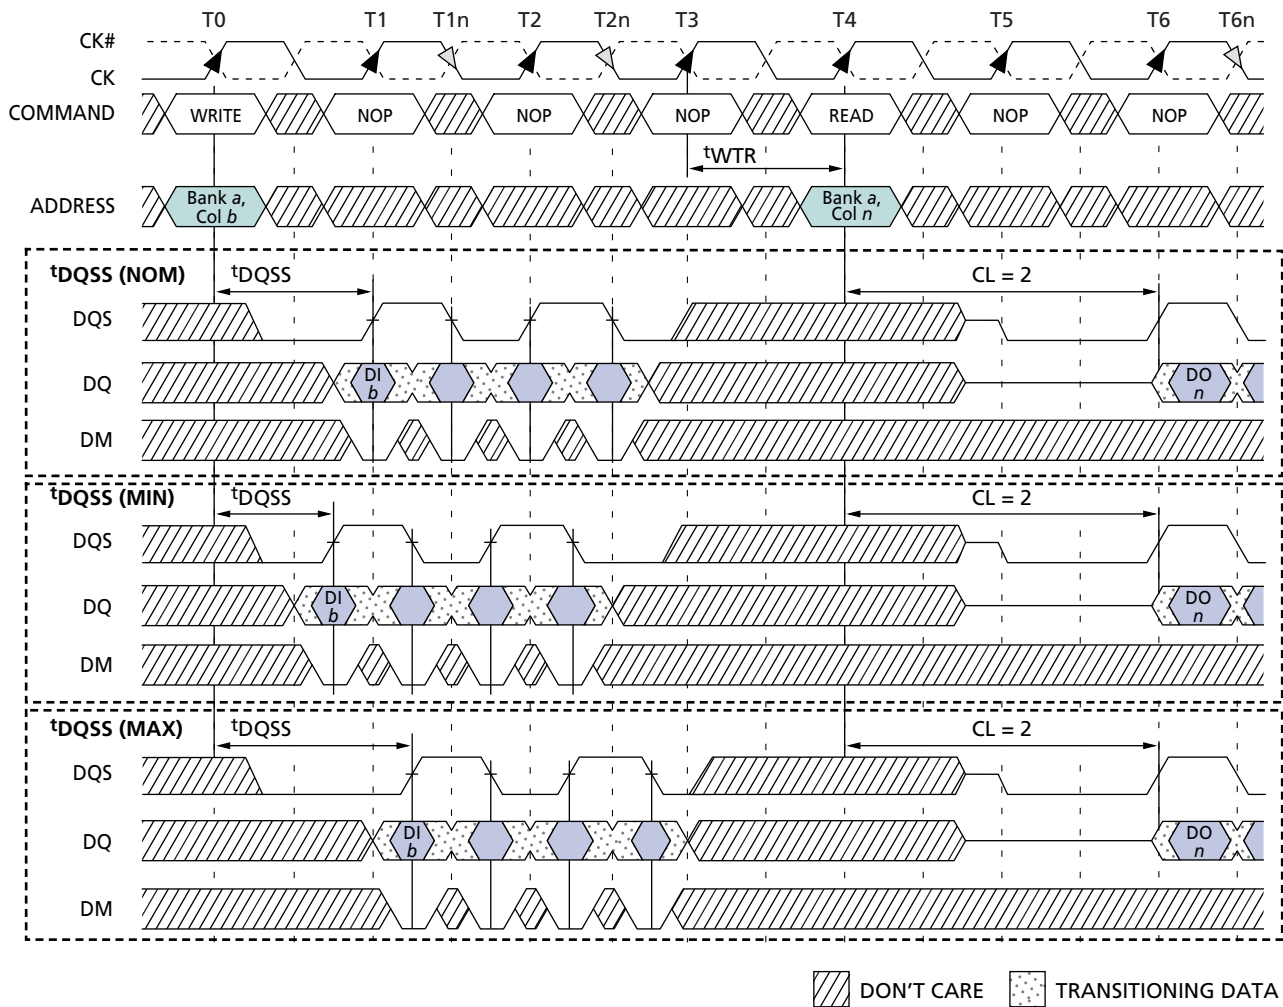 T0 T1 T1n T2 T2n T3 T4 T5 T6 T6n
CK#
CK
COMMAND WRITE NOP NOP NOP READ NOP NOP
tWTR
ADDRESS Bank a, Col b Bank a, Col n
tDQSS (NOM) tDQSS CL = 2
DQS
DQ DI b DO n
DM
tDQSS (MIN) tDQSS CL = 2
DQS
DQ DI b DO n
DM
tDQSS (MAX) tDQSS CL = 2
DQS
DQ DI b DO n
DM
DON'T CARE TRANSITIONING DATA